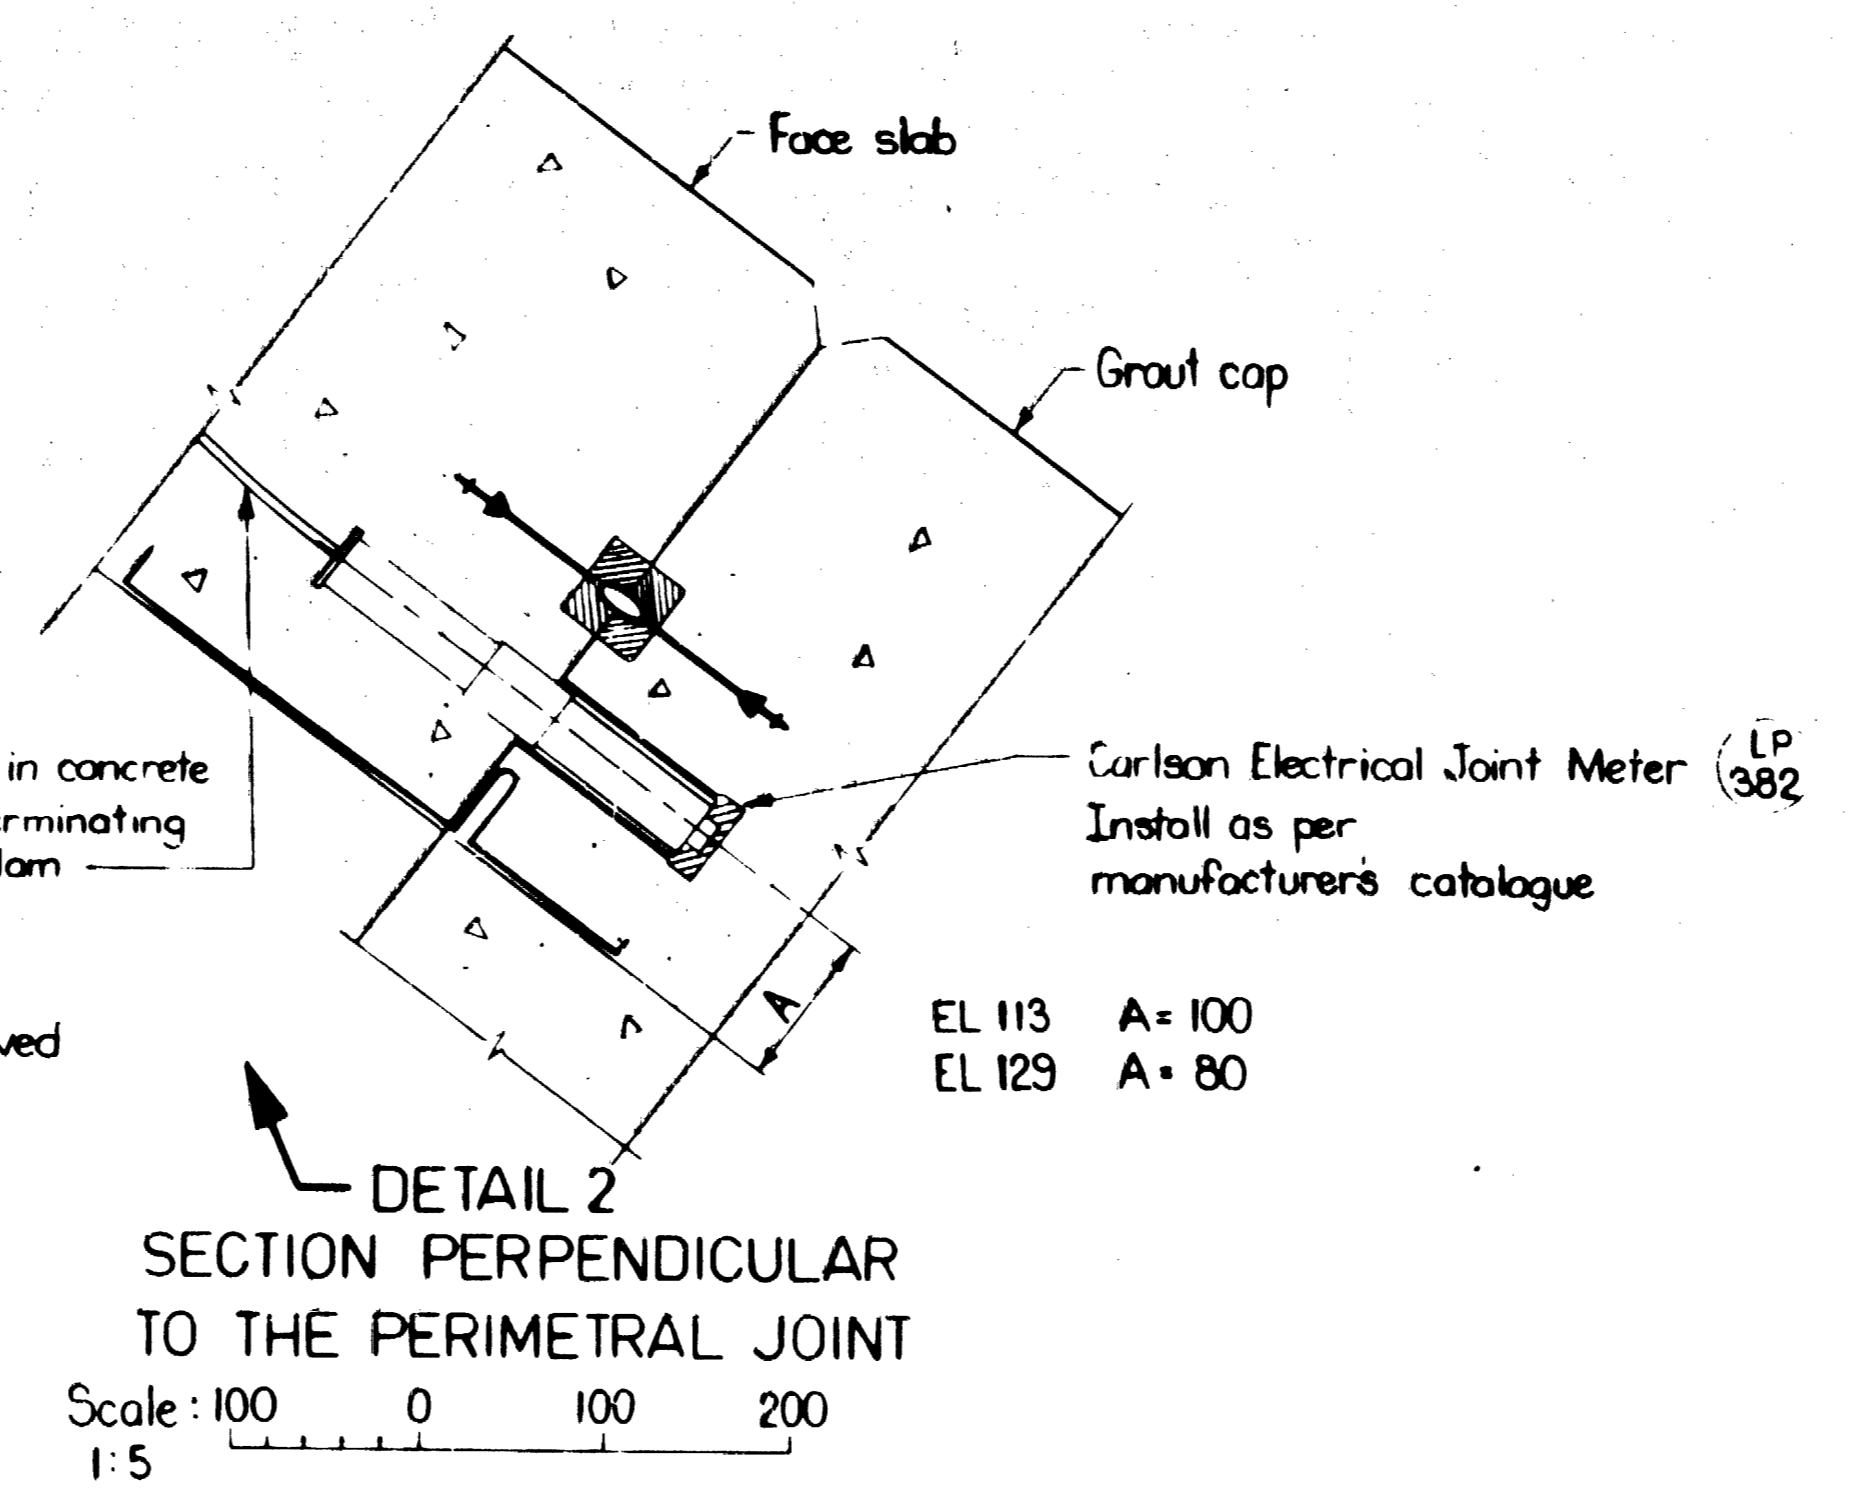 Face slab
Grout cap
in concrete
rminating
Carlson Electrical Joint Meter
LP
382
Install as per
manufacturer's catalogue
A
EL 113 A = 100
EL 129 A = 80
DETAIL 2
SECTION PERPENDICULAR
TO THE PERIMETRAL JOINT
Scale : 100 0 100 200
1:5